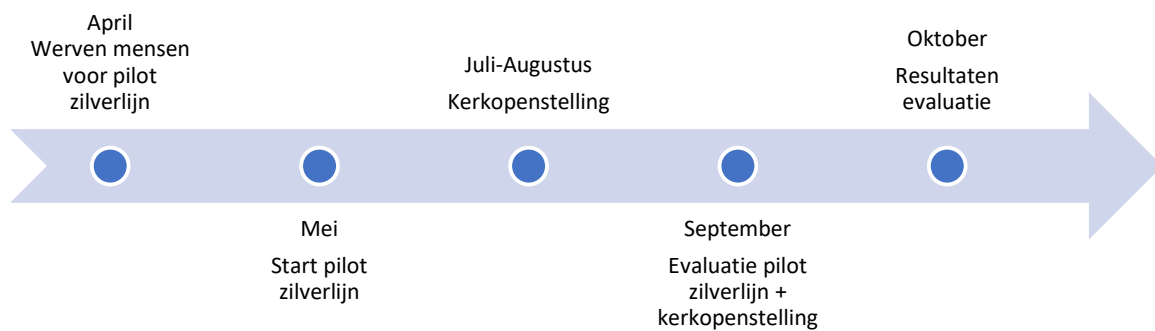 April
Werven mensen
voor pilot
zilverlijn
Mei
Start pilot
zilverlijn
Juli-Augustus
Kerkopenstelling
September
Evaluatie pilot
zilverlijn +
kerkopenstelling
Oktober
Resultaten
evaluatie